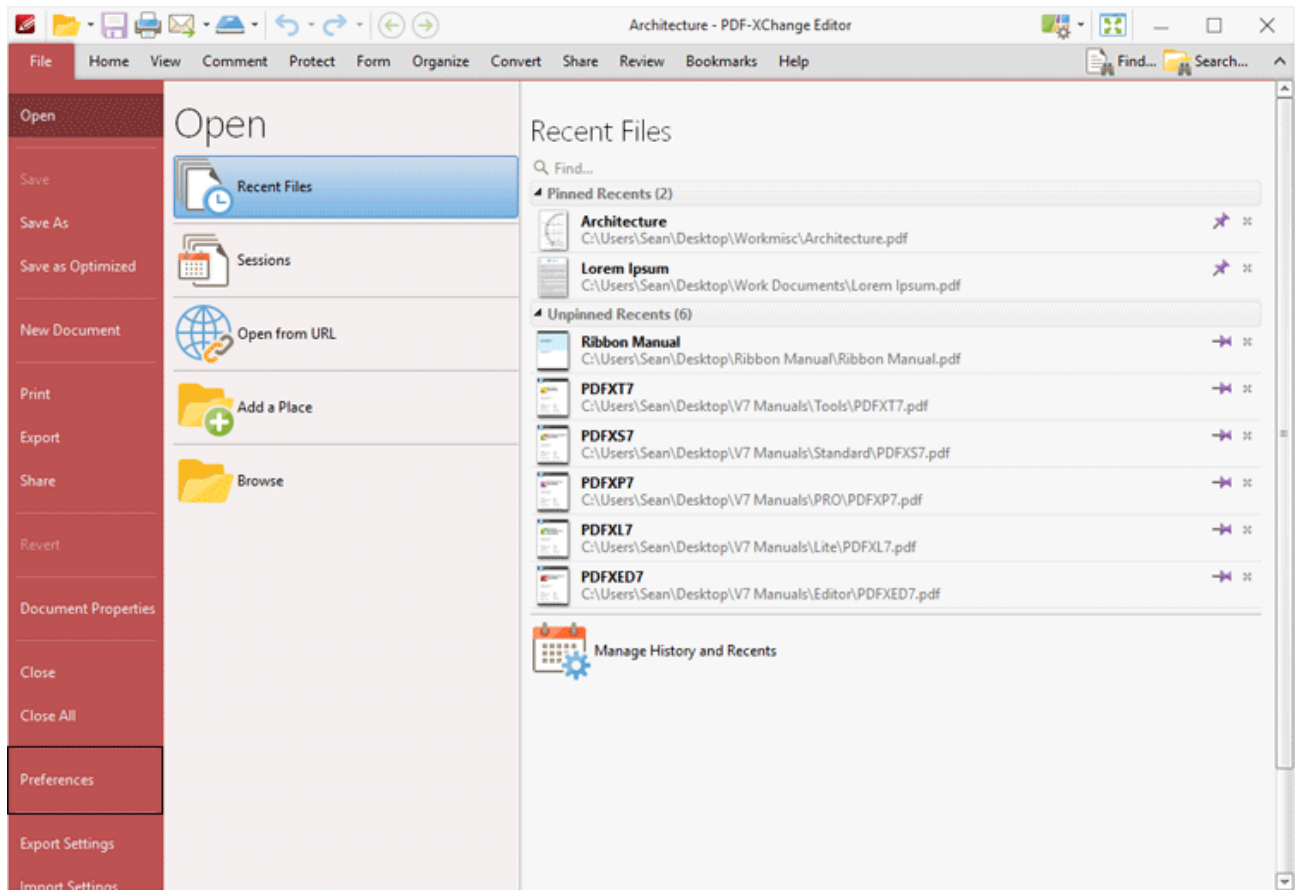 Architecture - PDF-XChange Editor
File Home View Comment Protect Form Organize Convert Share Review Bookmarks Help Find... Search...
Open
Save
Save As
Save as Optimized
New Document
Print
Export
Share
Revert
Document Properties
Close
Close All
Preferences
Export Settings
Import Settings
Open
Recent Files
Sessions
Open from URL
Add a Place
Browse
Recent Files
Find...
Pinned Recents (2)
Architecture
C:\Users\Sean\Desktop\Workmisc\Architecture.pdf
Lorem Ipsum
C:\Users\Sean\Desktop\Work Documents\Lorem Ipsum.pdf
Unpinned Recents (6)
Ribbon Manual
C:\Users\Sean\Desktop\Ribbon Manual\Ribbon Manual.pdf
PDFXT7
C:\Users\Sean\Desktop\V7 Manuals\Tools\PDFXT7.pdf
PDFXS7
C:\Users\Sean\Desktop\V7 Manuals\Standard\PDFXS7.pdf
PDFXP7
C:\Users\Sean\Desktop\V7 Manuals\PRO\PDFXP7.pdf
PDFXL7
C:\Users\Sean\Desktop\V7 Manuals\Lite\PDFXL7.pdf
PDFXED7
C:\Users\Sean\Desktop\V7 Manuals\Editor\PDFXED7.pdf
Manage History and Recents